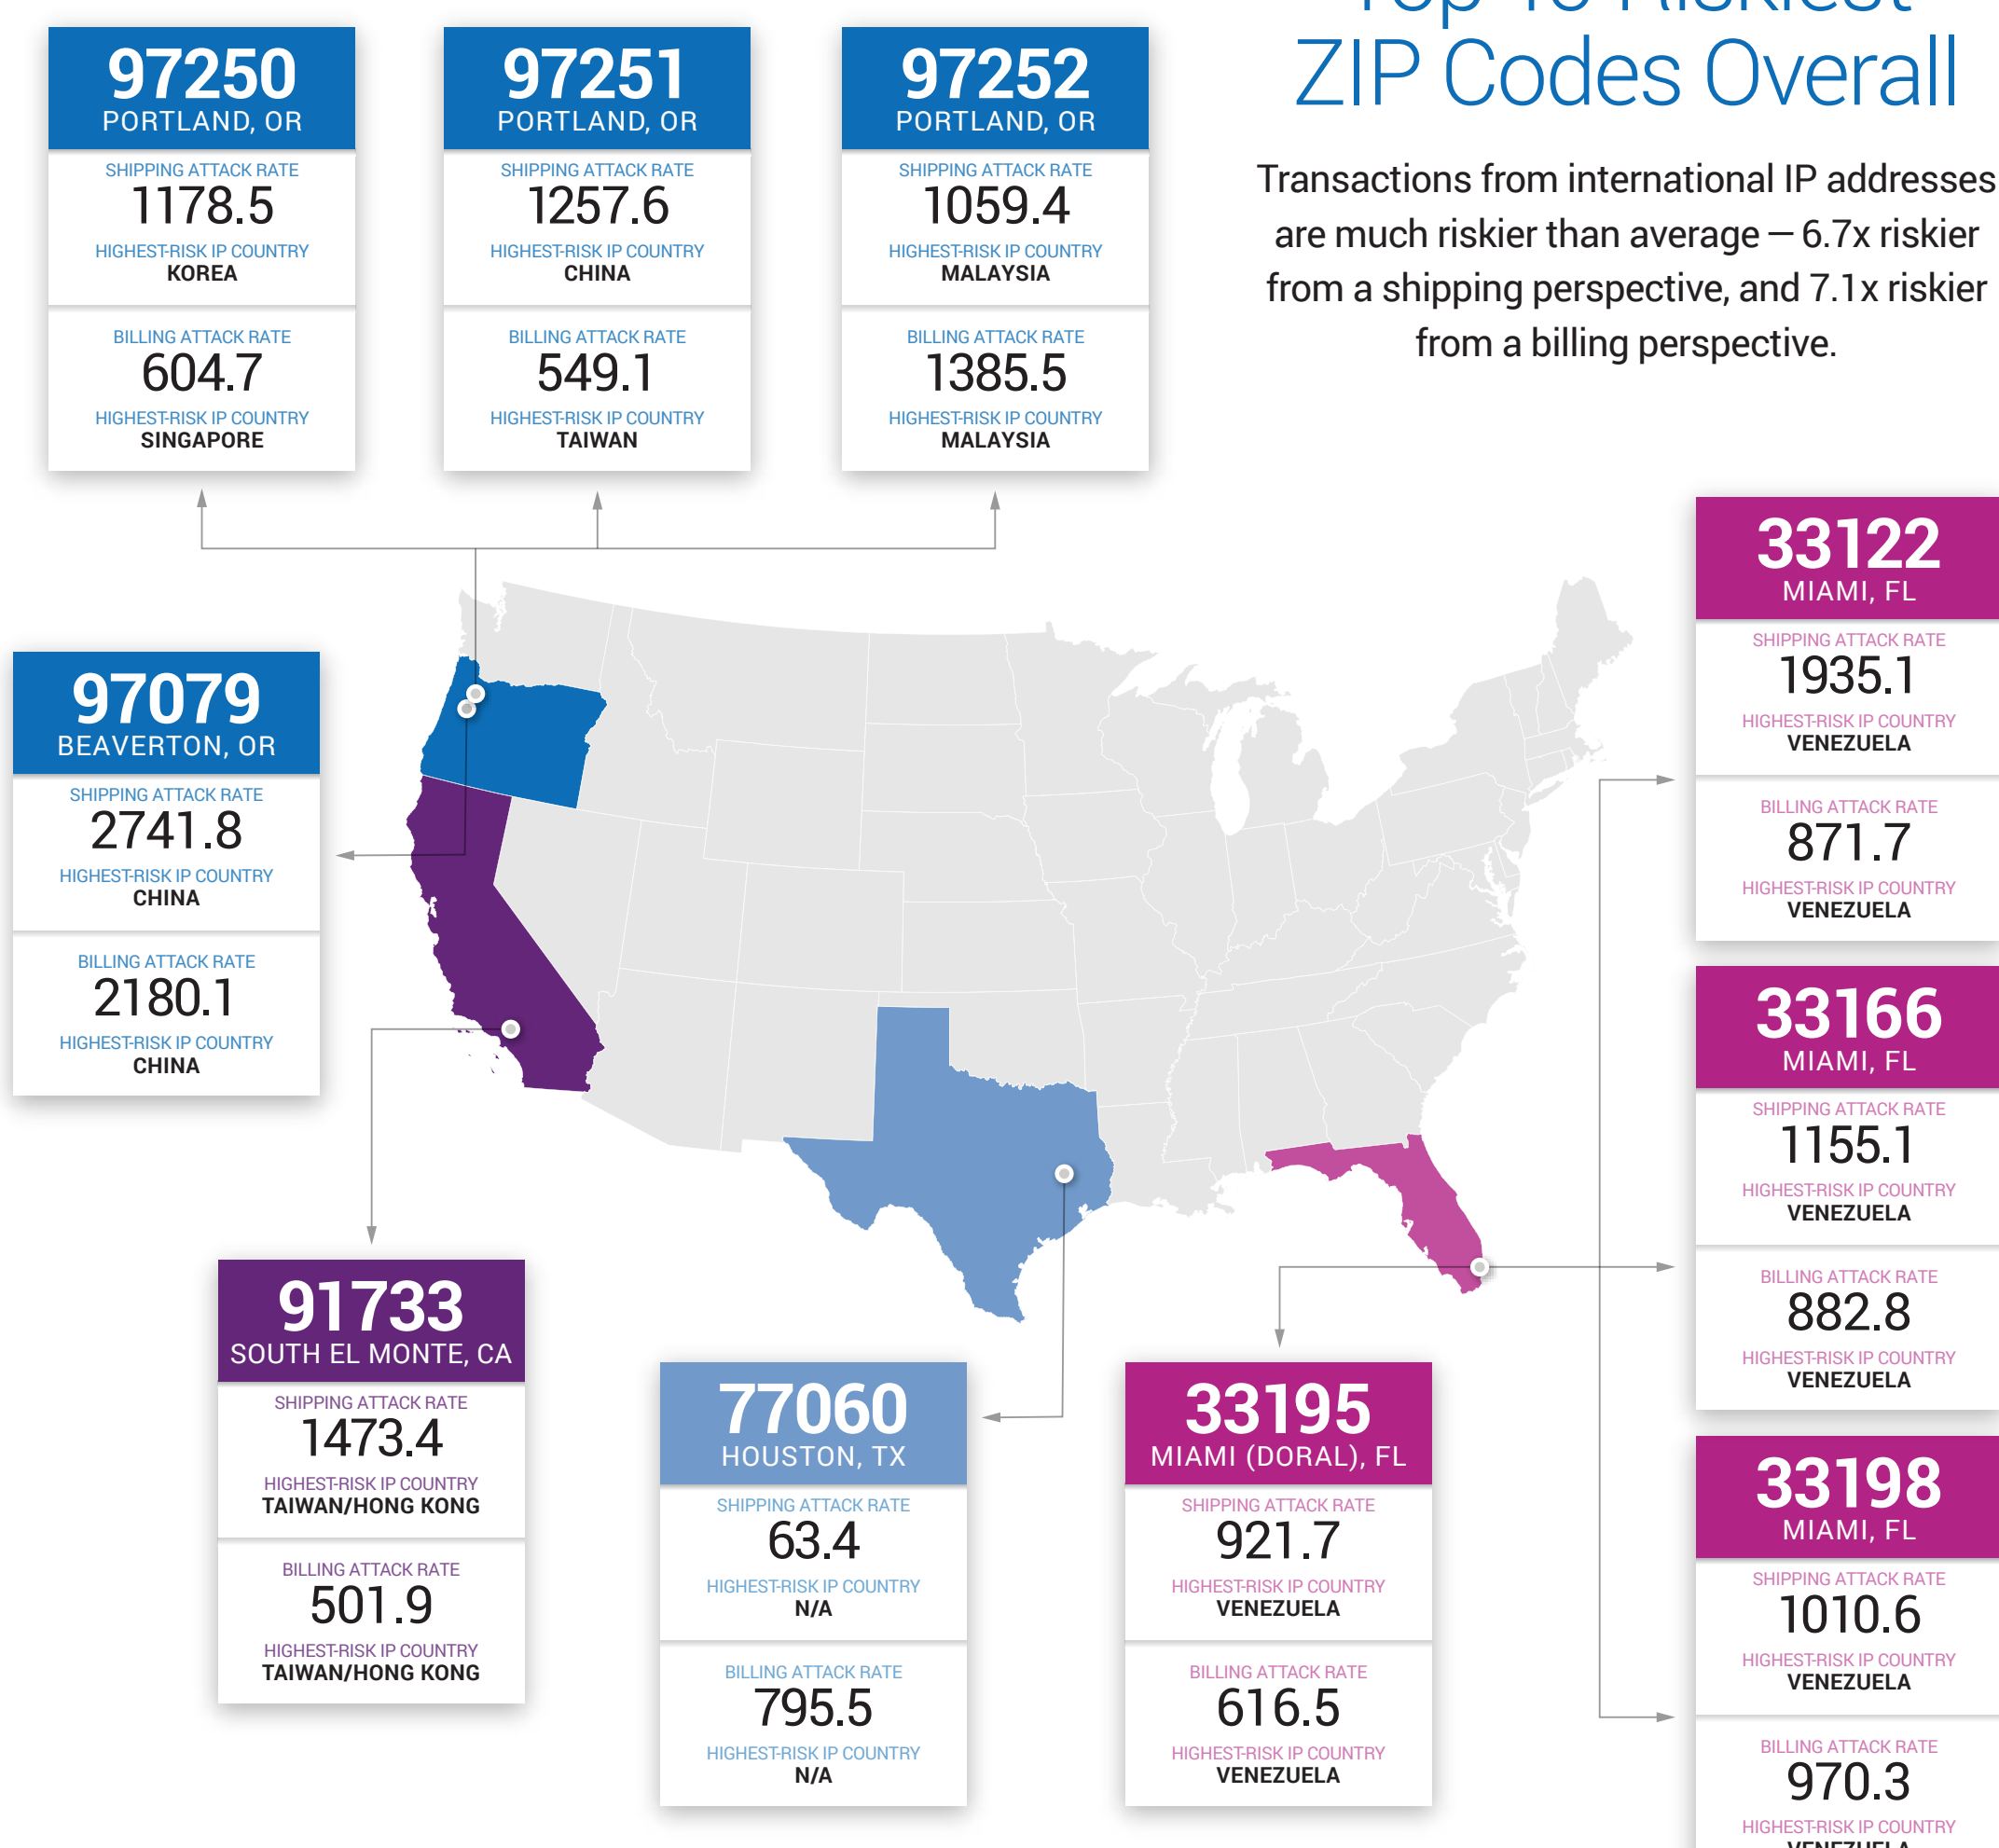 Top 10 Riskiest
ZIP Codes Overall
Transactions from international IP addresses
are much riskier than average — 6.7x riskier
from a shipping perspective, and 7.1x riskier
from a billing perspective.
97250
PORTLAND, OR
SHIPPING ATTACK RATE
1178.5
HIGHEST-RISK IP COUNTRY
KOREA
BILLING ATTACK RATE
604.7
HIGHEST-RISK IP COUNTRY
SINGAPORE
97251
PORTLAND, OR
SHIPPING ATTACK RATE
1257.6
HIGHEST-RISK IP COUNTRY
CHINA
BILLING ATTACK RATE
549.1
HIGHEST-RISK IP COUNTRY
TAIWAN
97252
PORTLAND, OR
SHIPPING ATTACK RATE
1059.4
HIGHEST-RISK IP COUNTRY
MALAYSIA
BILLING ATTACK RATE
1385.5
HIGHEST-RISK IP COUNTRY
MALAYSIA
97079
BEAVERTON, OR
SHIPPING ATTACK RATE
2741.8
HIGHEST-RISK IP COUNTRY
CHINA
BILLING ATTACK RATE
2180.1
HIGHEST-RISK IP COUNTRY
CHINA
91733
SOUTH EL MONTE, CA
SHIPPING ATTACK RATE
1473.4
HIGHEST-RISK IP COUNTRY
TAIWAN/HONG KONG
BILLING ATTACK RATE
501.9
HIGHEST-RISK IP COUNTRY
TAIWAN/HONG KONG
77060
HOUSTON, TX
SHIPPING ATTACK RATE
63.4
HIGHEST-RISK IP COUNTRY
N/A
BILLING ATTACK RATE
795.5
HIGHEST-RISK IP COUNTRY
N/A
33195
MIAMI (DORAL), FL
SHIPPING ATTACK RATE
921.7
HIGHEST-RISK IP COUNTRY
VENEZUELA
BILLING ATTACK RATE
616.5
HIGHEST-RISK IP COUNTRY
VENEZUELA
33122
MIAMI, FL
SHIPPING ATTACK RATE
1935.1
HIGHEST-RISK IP COUNTRY
VENEZUELA
BILLING ATTACK RATE
871.7
HIGHEST-RISK IP COUNTRY
VENEZUELA
33166
MIAMI, FL
SHIPPING ATTACK RATE
1155.1
HIGHEST-RISK IP COUNTRY
VENEZUELA
BILLING ATTACK RATE
882.8
HIGHEST-RISK IP COUNTRY
VENEZUELA
33198
MIAMI, FL
SHIPPING ATTACK RATE
1010.6
HIGHEST-RISK IP COUNTRY
VENEZUELA
BILLING ATTACK RATE
970.3
HIGHEST-RISK IP COUNTRY
VENEZUELA